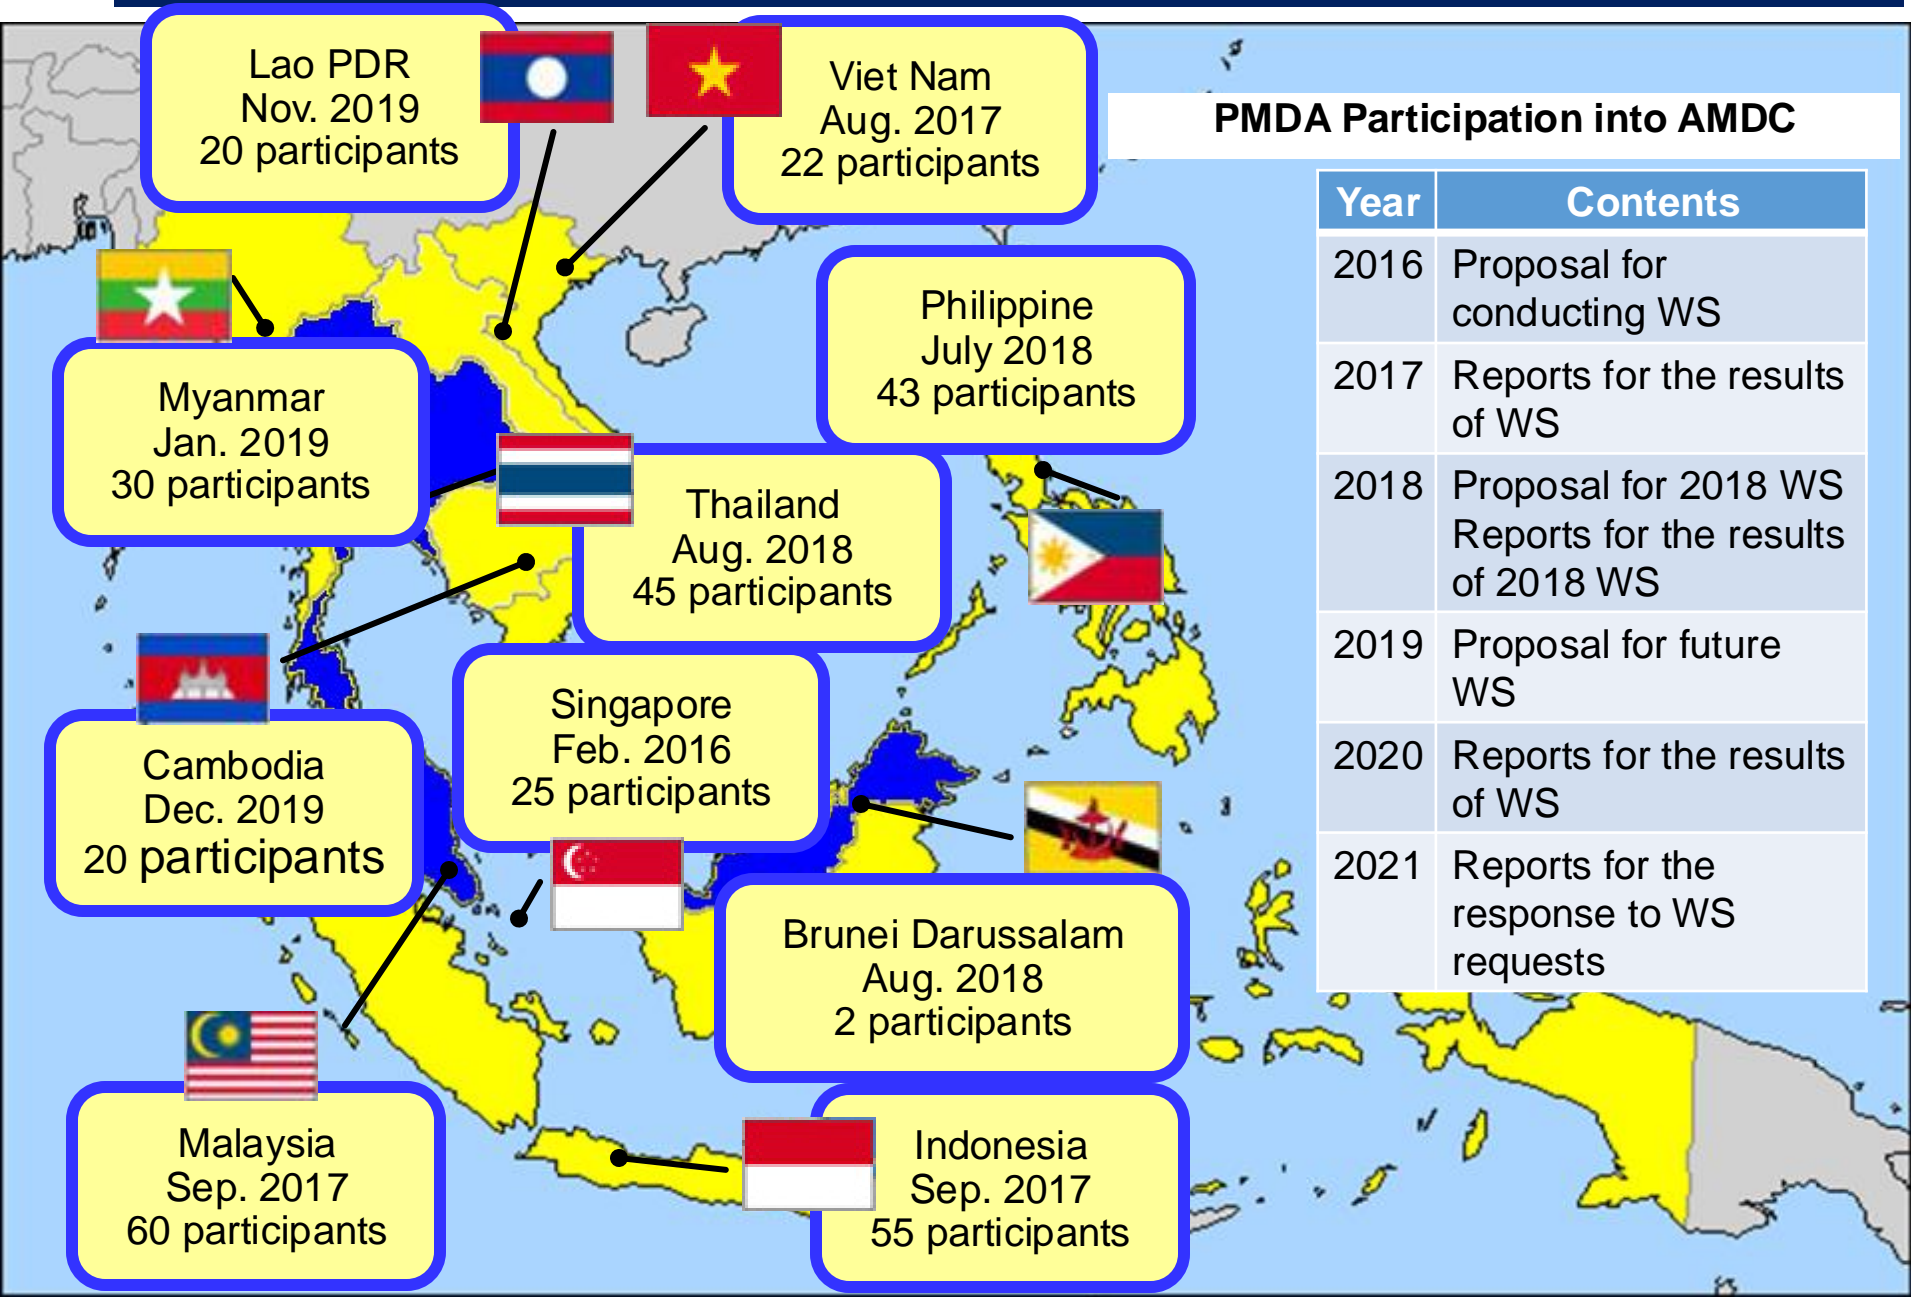 Lao PDR
Nov. 2019
20 participants
Viet Nam
Aug. 2017
22 participants
PMDA Participation into AMDC
Year Contents
2016 Proposal for
conducting WS
2017 Reports for the results
of WS
2018 Proposal for 2018 WS
Reports for the results
of 2018 WS
2019 Proposal for future
WS
2020 Reports for the results
of WS
2021 Reports for the
response to WS
requests
Philippine
July 2018
43 participants
Myanmar
Jan. 2019
30 participants
Thailand
Aug. 2018
45 participants
Singapore
Feb. 2016
25 participants
Cambodia
Dec. 2019
20 participants
Brunei Darussalam
Aug. 2018
2 participants
Malaysia
Sep. 2017
60 participants
Indonesia
Sep. 2017
55 participants